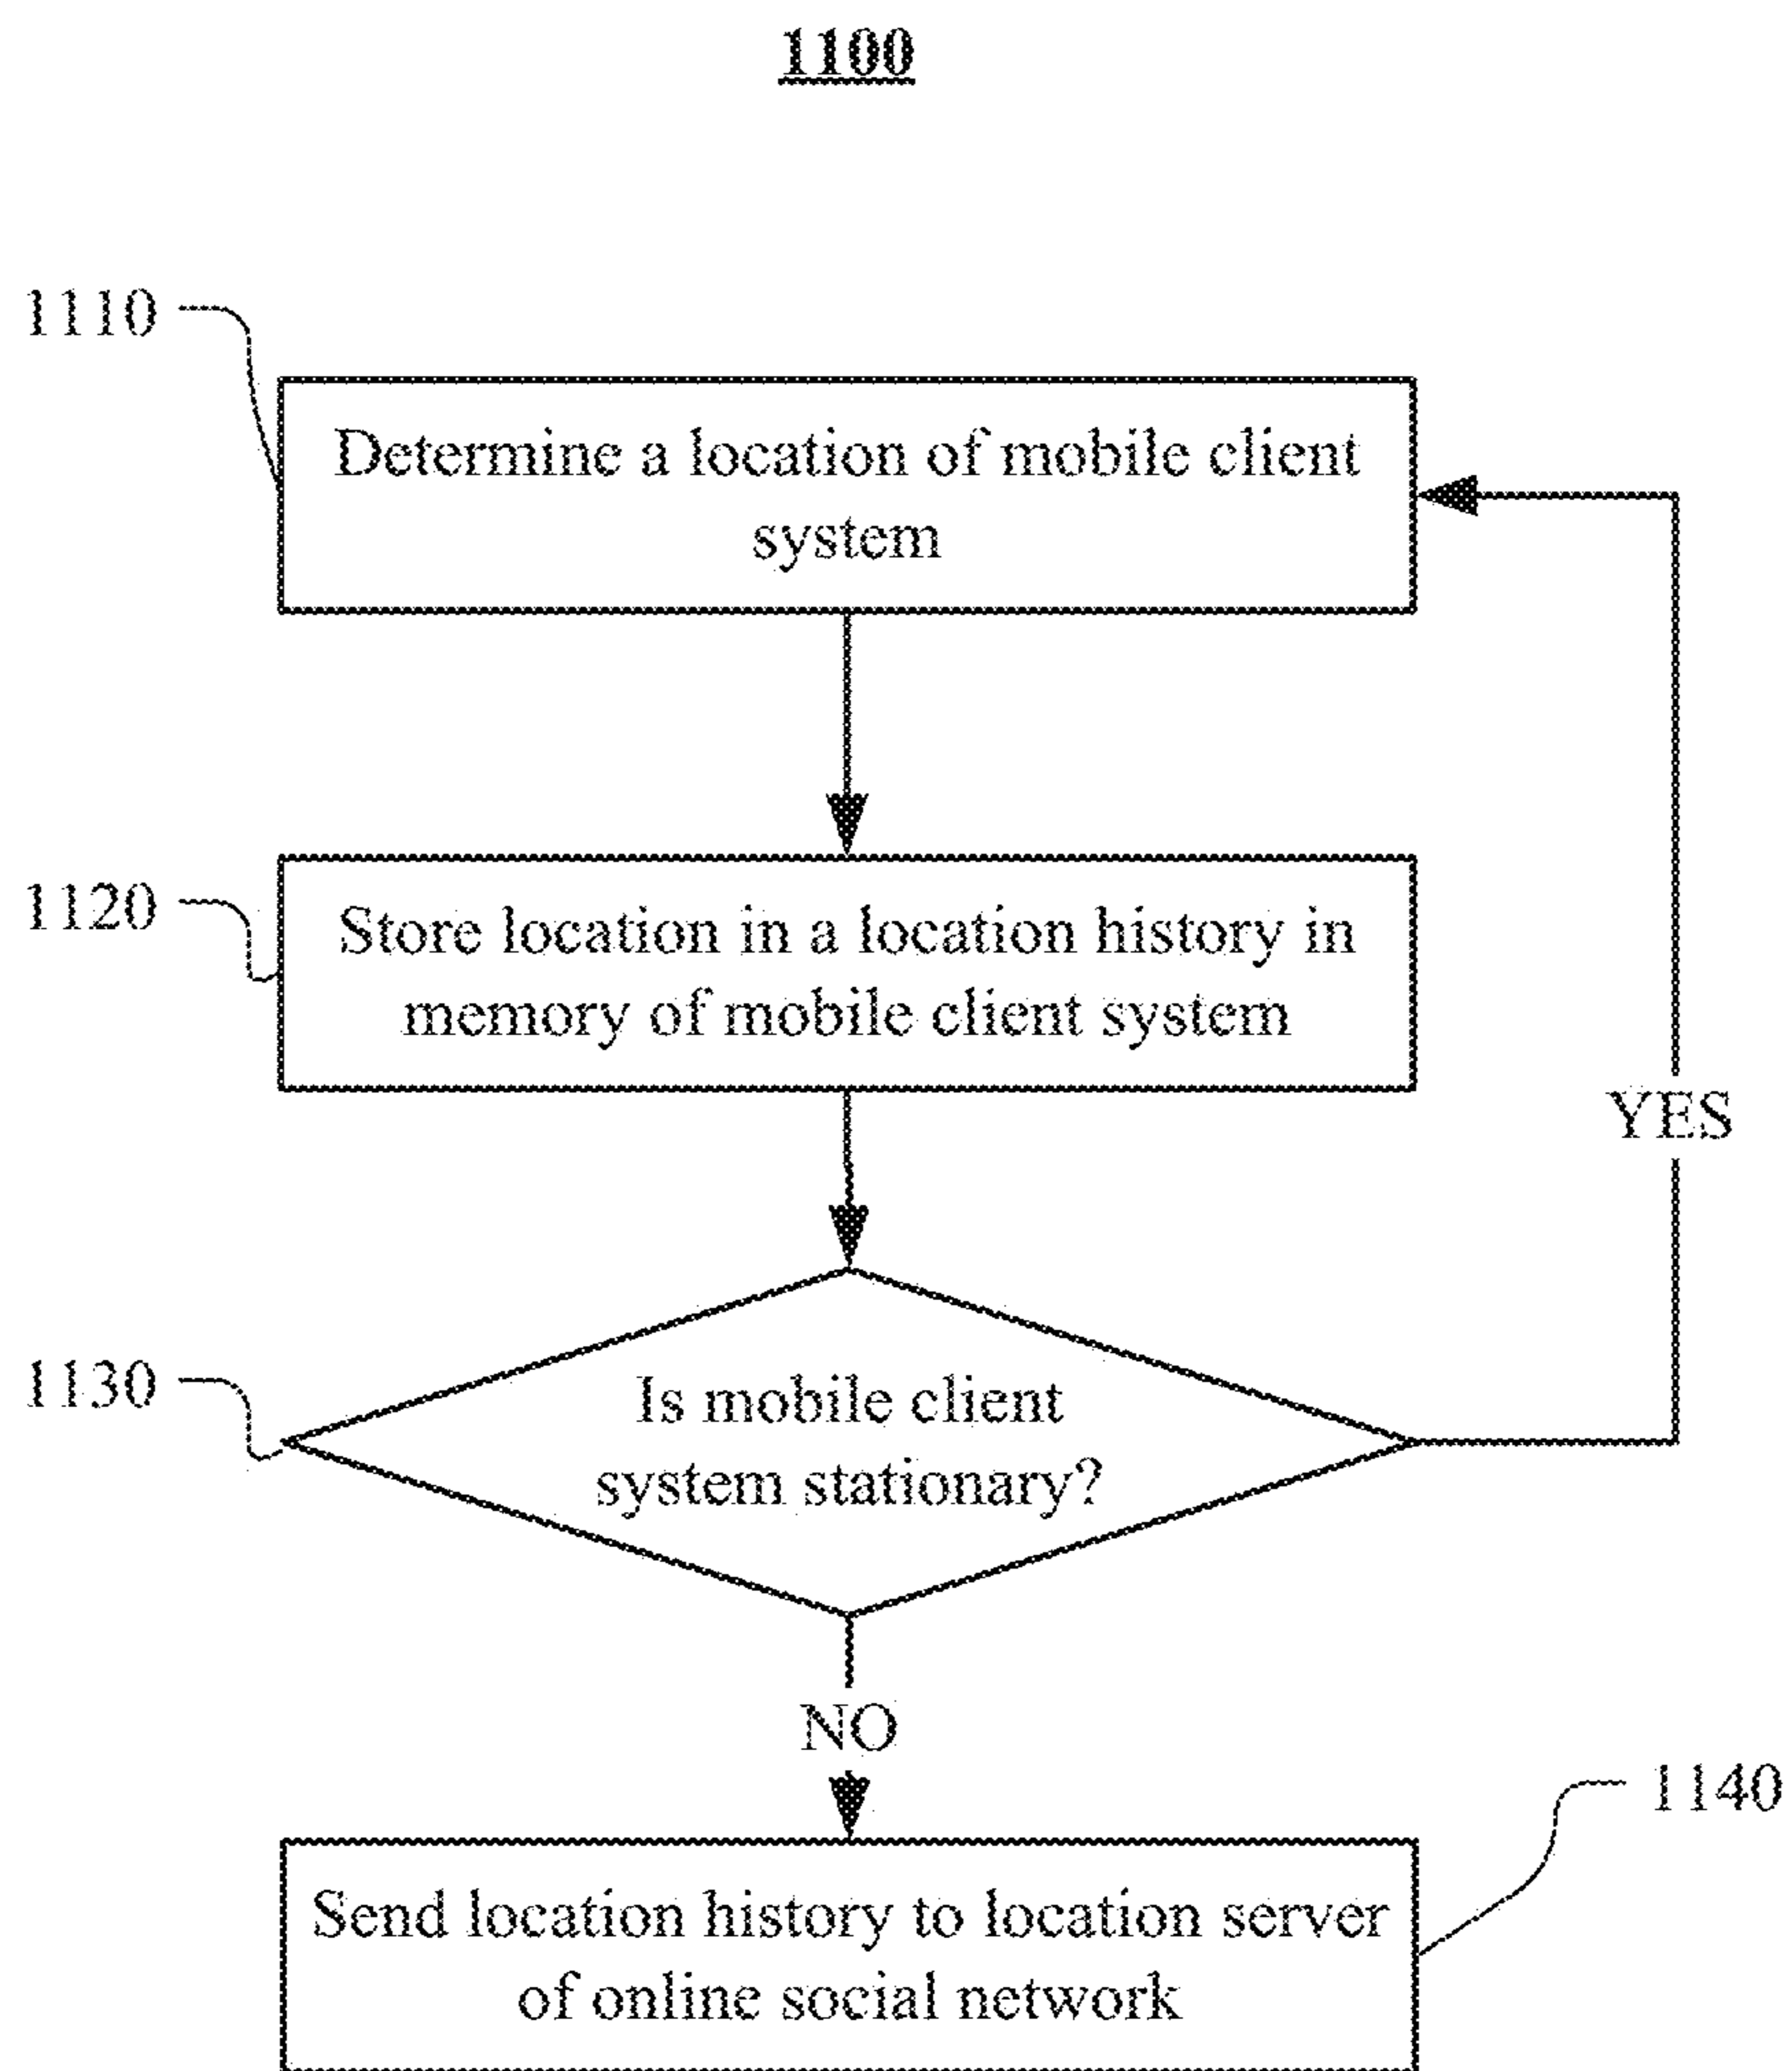 1100
1110
Determine a location of mobile client
system
1120
Store location in a location history in
memory of mobile client system
YES
1130
Is mobile client
system stationary?
NO
1140
Send location history to location server
of online social network